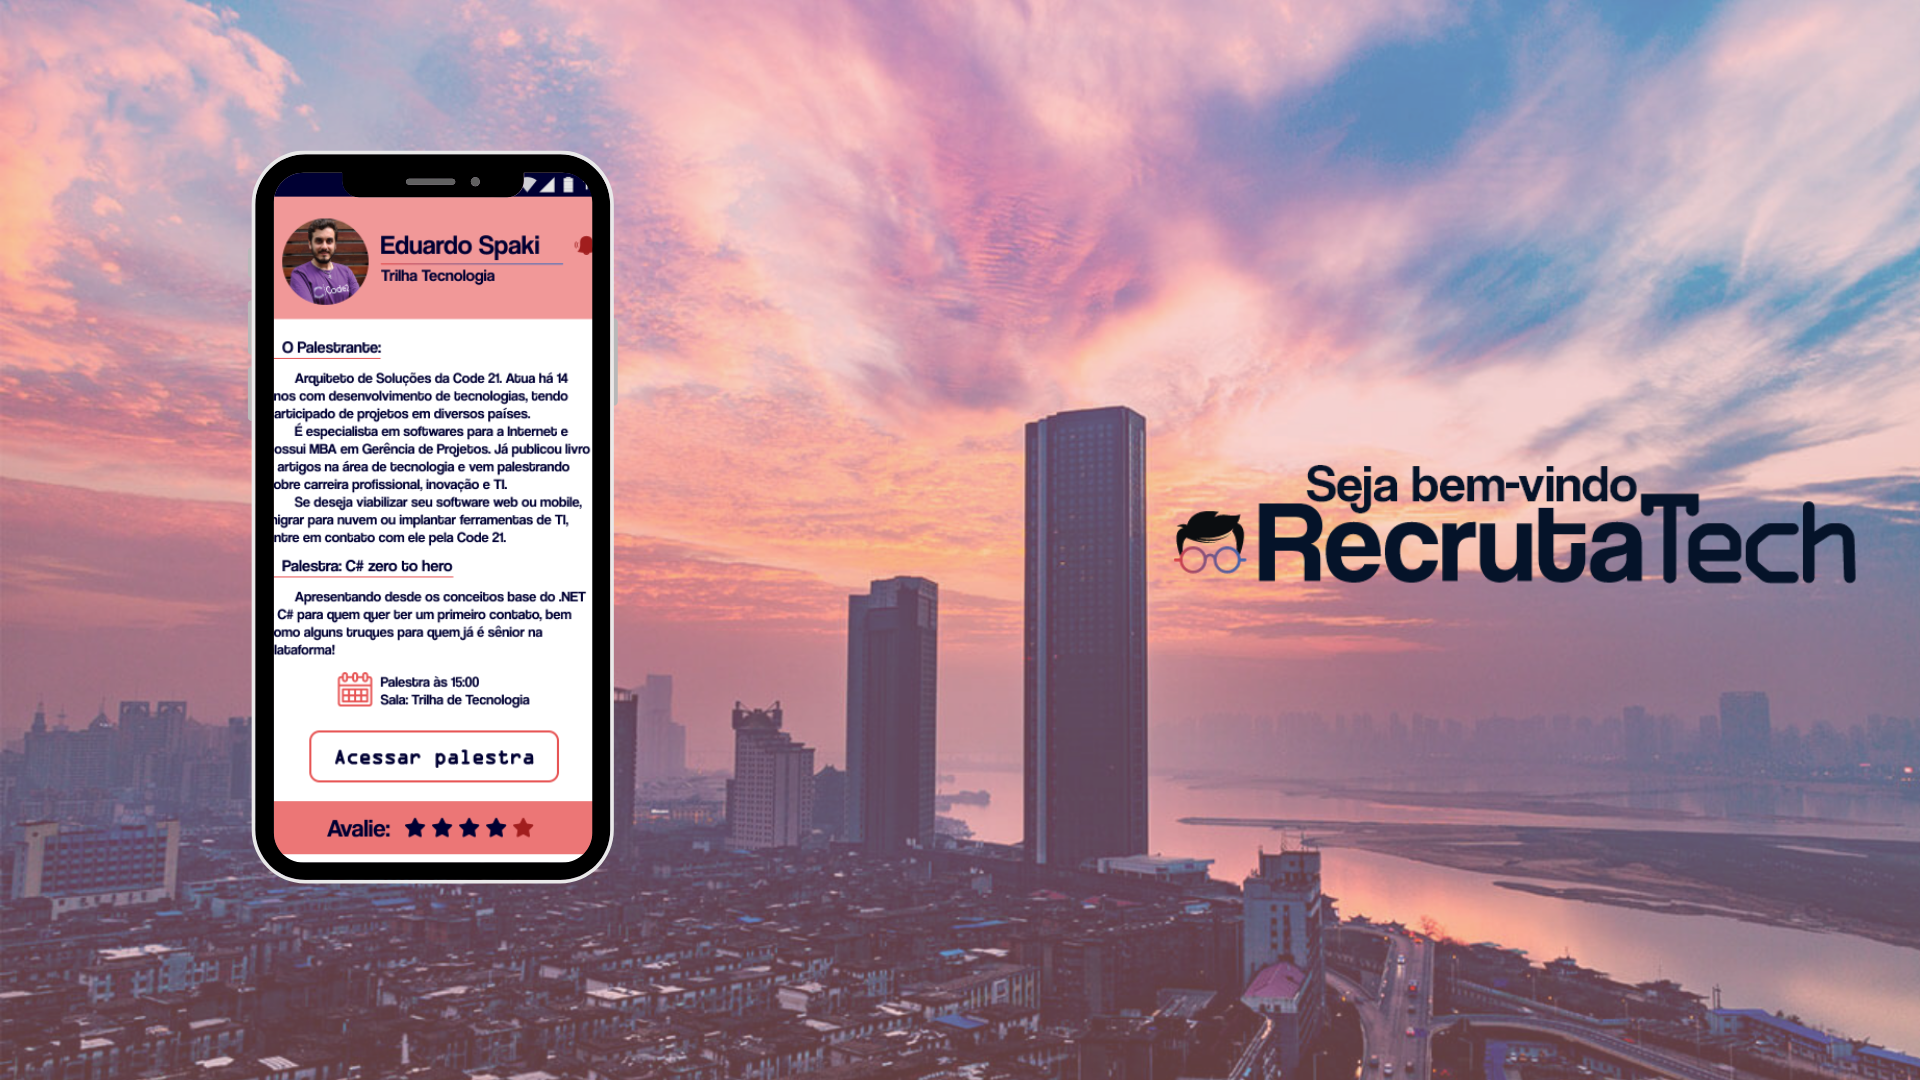 Eduardo Spaki
Trilha Tecnologia
Code2
O Palestrante:
Arquiteto de Soluções da Code 21. Atua há 14
nos com desenvolvimento de tecnologias, tendo
articipado de projetos em diversos países.
É especialista em softwares para a Internet e
ossui MBA em Gerência de Projetos. Já publicou livro
artigos na área de tecnologia e vem palestrando
obre carreira profissional, inovação e TI.
Se deseja viabilizar seu software web ou mobile,
igrar para nuvem ou implantar ferramentas de TI,
ntre em contato com ele pela Code 21.
Palestra: C# zero to hero
Apresentando desde os conceitos base do .NET
C# para quem quer ter um primeiro contato, bem
omo alguns truques para quem já é sênior na
lataforma!
Palestra às 15:00
Sala: Trilha de Tecnologia
Acessar palestra
Avalie:
Seja bem-vindo
RecrutaTech